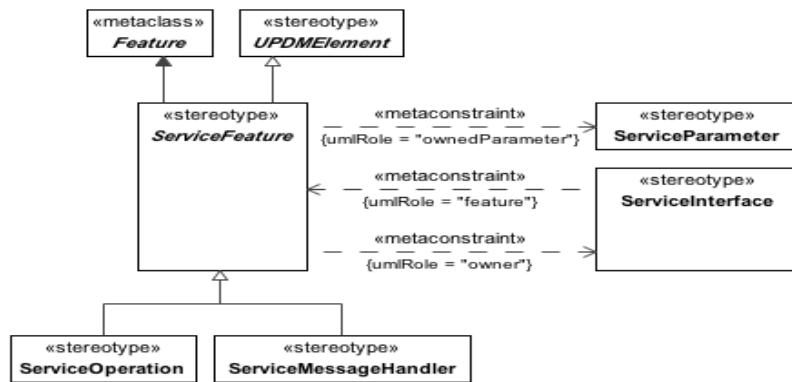 «metaclass»
Feature
«stereotype»
UPDMElement
«stereotype»
ServiceFeature
«metaconstraint»
{umlRole = "ownedParameter"}
«stereotype»
ServiceParameter
«metaconstraint»
{umlRole = "feature"}
«stereotype»
ServiceInterface
«metaconstraint»
{umlRole = "owner"}
«stereotype»
ServiceOperation
«stereotype»
ServiceMessageHandler